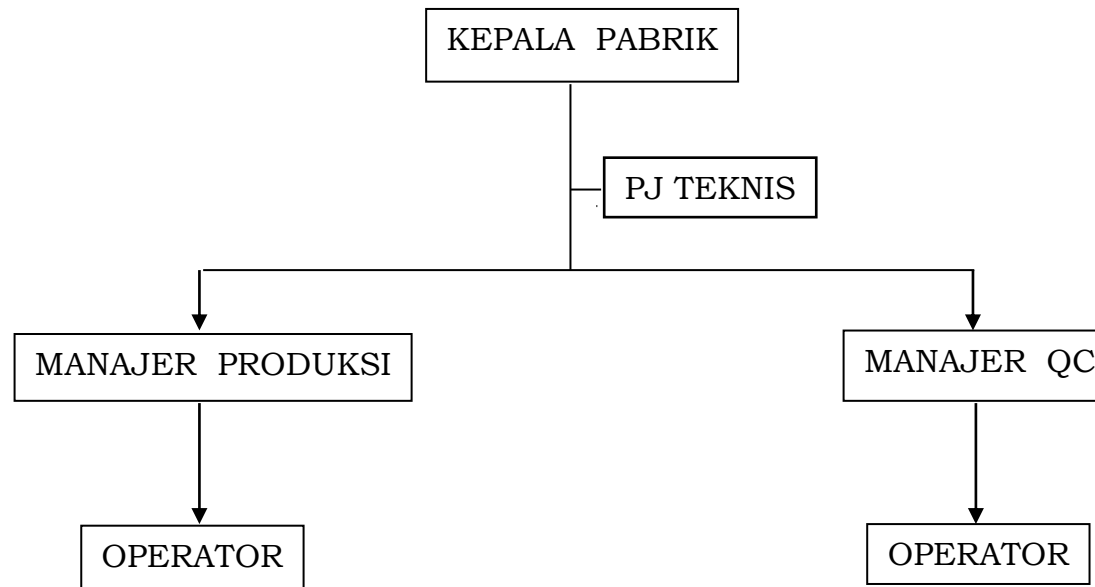 KEPALA PABRIK
PJ TEKNIS
MANAJER PRODUKSI
MANAJER QC
OPERATOR
OPERATOR